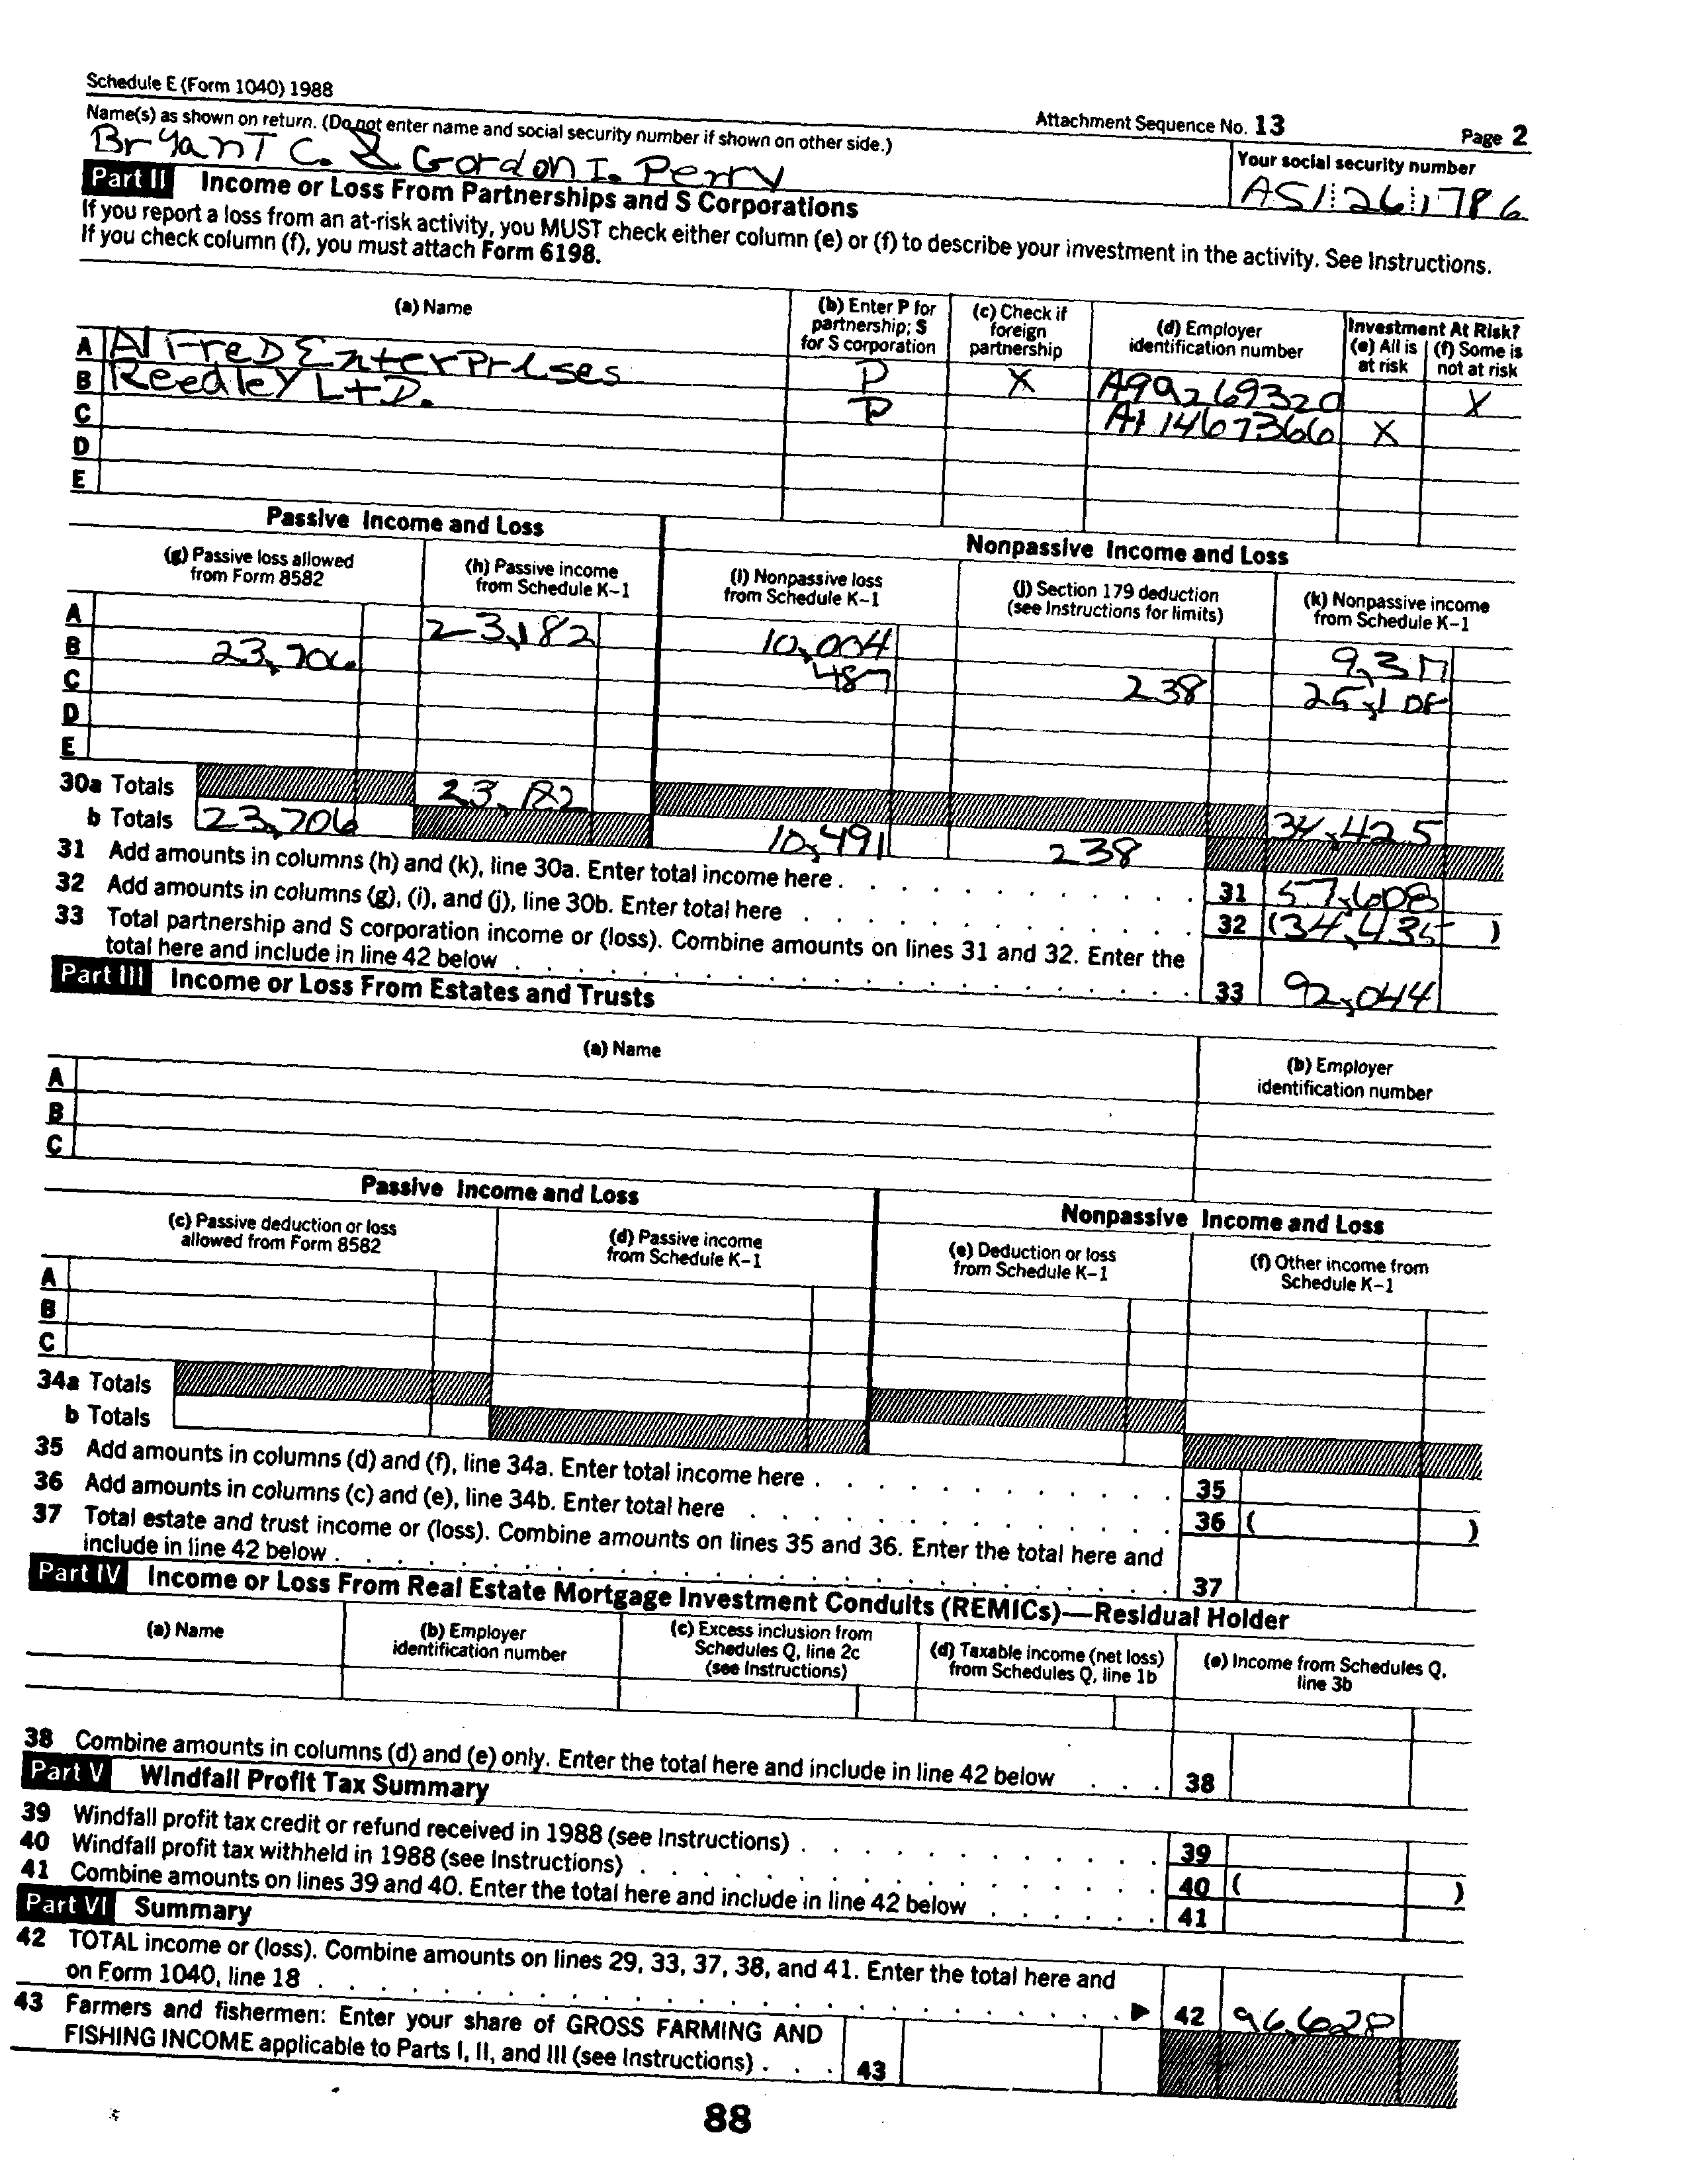 Schedule E (Form 1040) 1988
Attachment Sequence No. 13
Page 2
Name(s) as shown on return. (Do not enter name and social security number if shown on other side.)
Your social security number
BryanT C. & Gordon I. Perry
AS1 26 1786
Part II Income or Loss From Partnerships and S Corporations
If you report a loss from an at-risk activity, you MUST check either column (e) or (f) to describe your investment in the activity. See Instructions.
If you check column (f), you must attach Form 6198.
(a) Name
(b) Enter P for partnership; S for S corporation
(c) Check if foreign partnership
(d) Employer identification number
Investment At Risk?
(e) All is at risk
(f) Some is not at risk
A AlFreD EnterPrises P X A99269320 X
B Reedley LtD. P A11467366 X
C
D
E
Passive Income and Loss
Nonpassive Income and Loss
(g) Passive loss allowed from Form 8582
(h) Passive income from Schedule K-1
(i) Nonpassive loss from Schedule K-1
(j) Section 179 deduction (see Instructions for limits)
(k) Nonpassive income from Schedule K-1
A 23,182 10,004
B 23,706 487 238
C
D
E
30a Totals 23,182 34,425
b Totals 23,706 10,491 238
31 Add amounts in columns (h) and (k), line 30a. Enter total income here 31 57,608
32 Add amounts in columns (g), (i), and (j), line 30b. Enter total here 32 (34,435)
33 Total partnership and S corporation income or (loss). Combine amounts on lines 31 and 32. Enter the
total here and include in line 42 below 33 92,044
Part III Income or Loss From Estates and Trusts
(a) Name
(b) Employer identification number
A
B
C
Passive Income and Loss
Nonpassive Income and Loss
(c) Passive deduction or loss allowed from Form 8582
(d) Passive income from Schedule K-1
(e) Deduction or loss from Schedule K-1
(f) Other income from Schedule K-1
A
B
C
34a Totals
b Totals
35 Add amounts in columns (d) and (f), line 34a. Enter total income here 35
36 Add amounts in columns (c) and (e), line 34b. Enter total here 36 ( )
37 Total estate and trust income or (loss). Combine amounts on lines 35 and 36. Enter the total here and
include in line 42 below 37
Part IV Income or Loss From Real Estate Mortgage Investment Conduits (REMICs)—Residual Holder
(a) Name
(b) Employer identification number
(c) Excess inclusion from Schedules Q, line 2c (see Instructions)
(d) Taxable income (net loss) from Schedules Q, line 1b
(e) Income from Schedules Q, line 3b
38 Combine amounts in columns (d) and (e) only. Enter the total here and include in line 42 below 38
Part V Windfall Profit Tax Summary
39 Windfall profit tax credit or refund received in 1988 (see Instructions) 39
40 Windfall profit tax withheld in 1988 (see Instructions) 40 ( )
41 Combine amounts on lines 39 and 40. Enter the total here and include in line 42 below 41
Part VI Summary
42 TOTAL income or (loss). Combine amounts on lines 29, 33, 37, 38, and 41. Enter the total here and
on Form 1040, line 18 42 96,628
43 Farmers and fishermen: Enter your share of GROSS FARMING AND
FISHING INCOME applicable to Parts I, II, and III (see Instructions) 43
88